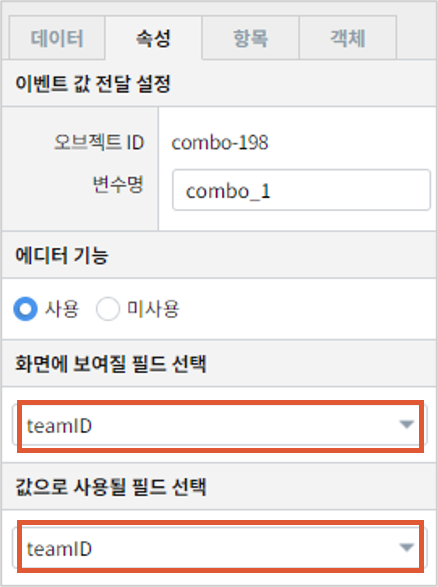 데이터 속성 항목 객체
이벤트 값 전달 설정
오브젝트 ID combo-198
변수명 combo_1
에디터 기능
사용 미사용
화면에 보여질 필드 선택
teamID
값으로 사용될 필드 선택
teamID